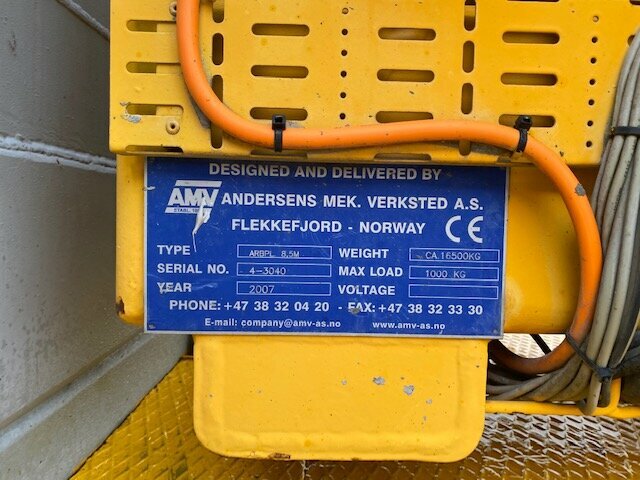 DESIGNED AND DELIVERED BY
AMV ANDERSENS MEK. VERKSTED A.S.
FLEKKEFJORD - NORWAY CE
TYPE ARBPL 8,5M WEIGHT CA.16500KG
SERIAL NO. 4-3040 MAX LOAD 1000 KG
YEAR 2007 VOLTAGE
PHONE: +47 38 32 04 20 - FAX: +47 38 32 33 30
E-mail: company@amv-as.no www.amv-as.no